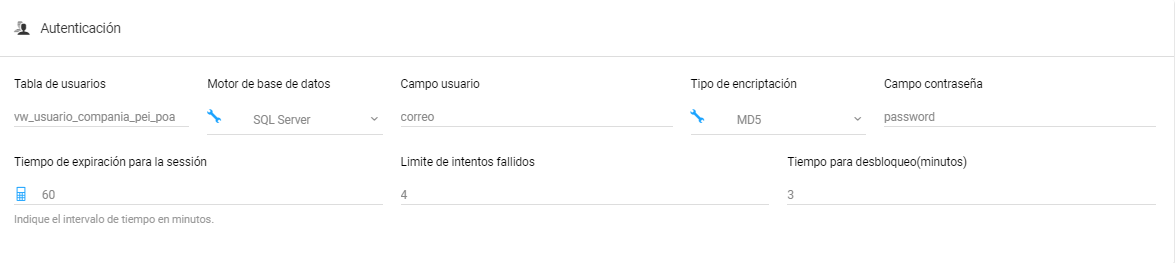 Autenticación
Tabla de usuarios
Motor de base de datos
Campo usuario
Tipo de encriptación
Campo contraseña
vw_usuario_compania_pei_poa
SQL Server
correo
MD5
password
Tiempo de expiración para la sessión
Limite de intentos fallidos
Tiempo para desbloqueo(minutos)
60
4
3
Indique el intervalo de tiempo en minutos.